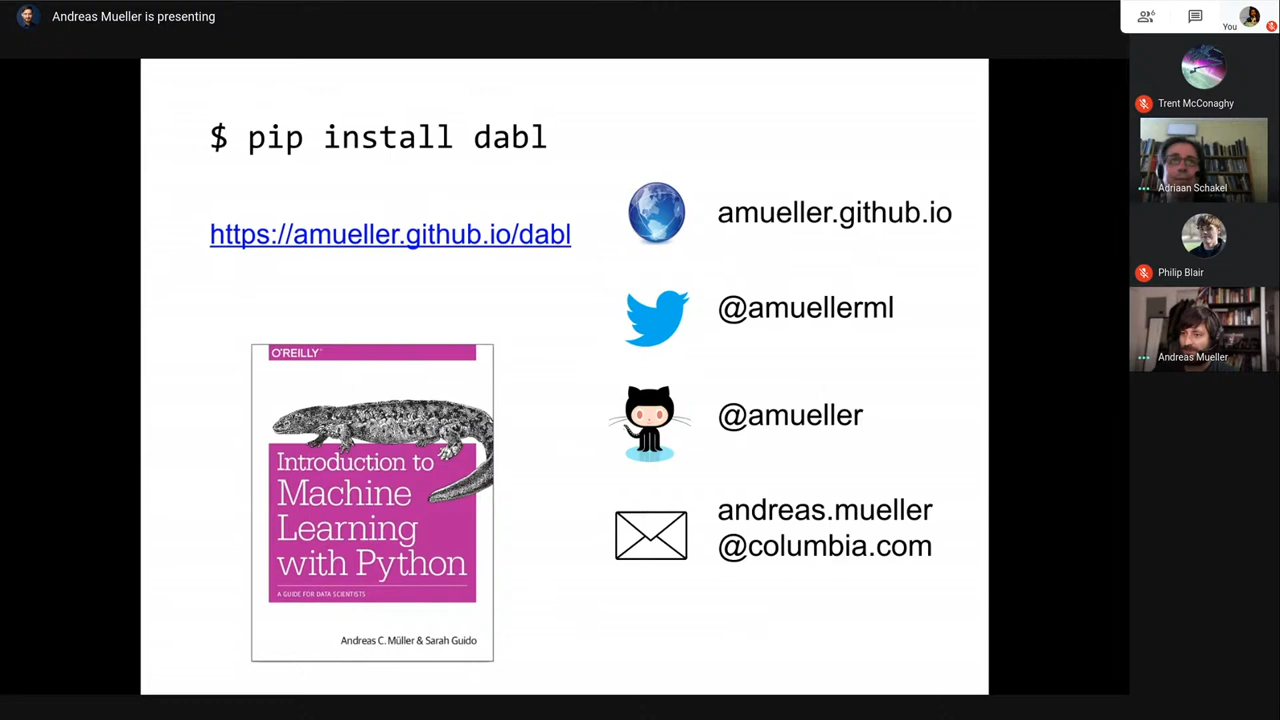 Andreas Mueller is presenting
6
You
$ pip install dabl
https://amueller.github.io/dabl
amueller.github.io
@amuellerml
@amueller
andreas.mueller
@columbia.com
O'REILLY
Introduction to
Machine
Learning
with Python
A GUIDE FOR DATA SCIENTISTS
Andreas C. Müller & Sarah Guido
Trent McConaghy
Adriaan Schakel
Philip Blair
Andreas Mueller